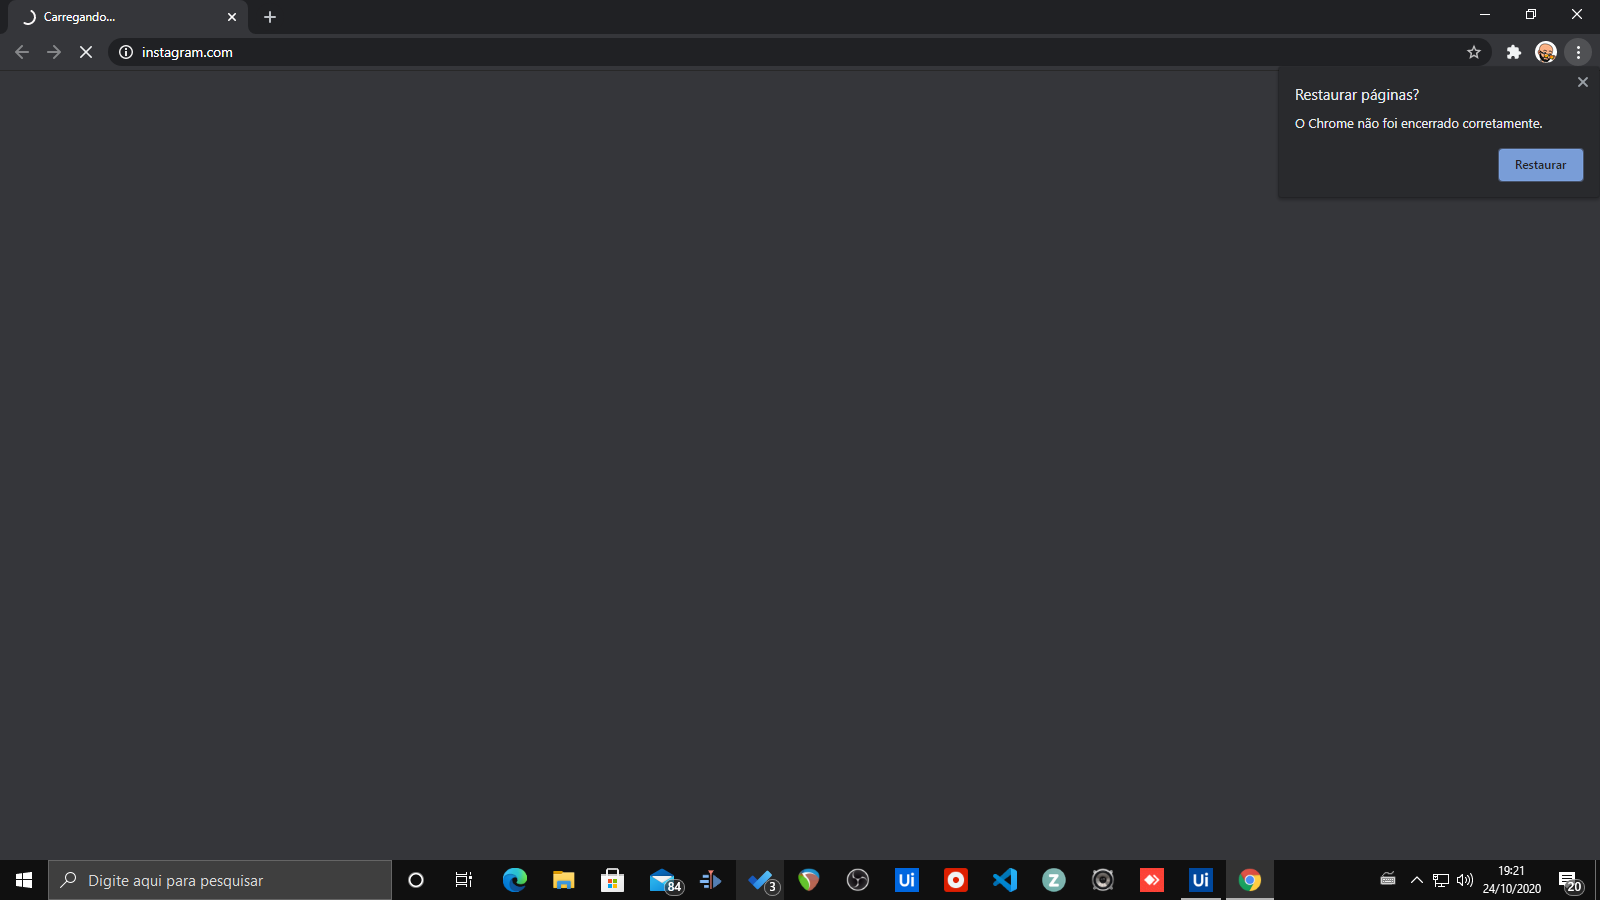 Carregando...
instagram.com
Restaurar páginas?
O Chrome não foi encerrado corretamente.
Restaurar
Digite aqui para pesquisar
84
3
Ui
Z
Ui
19:21
24/10/2020
20